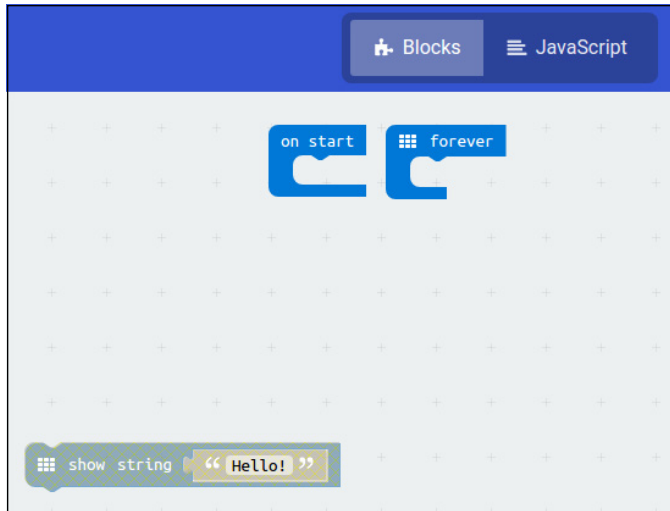 Blocks JavaScript
on start forever
show string “ Hello! ”